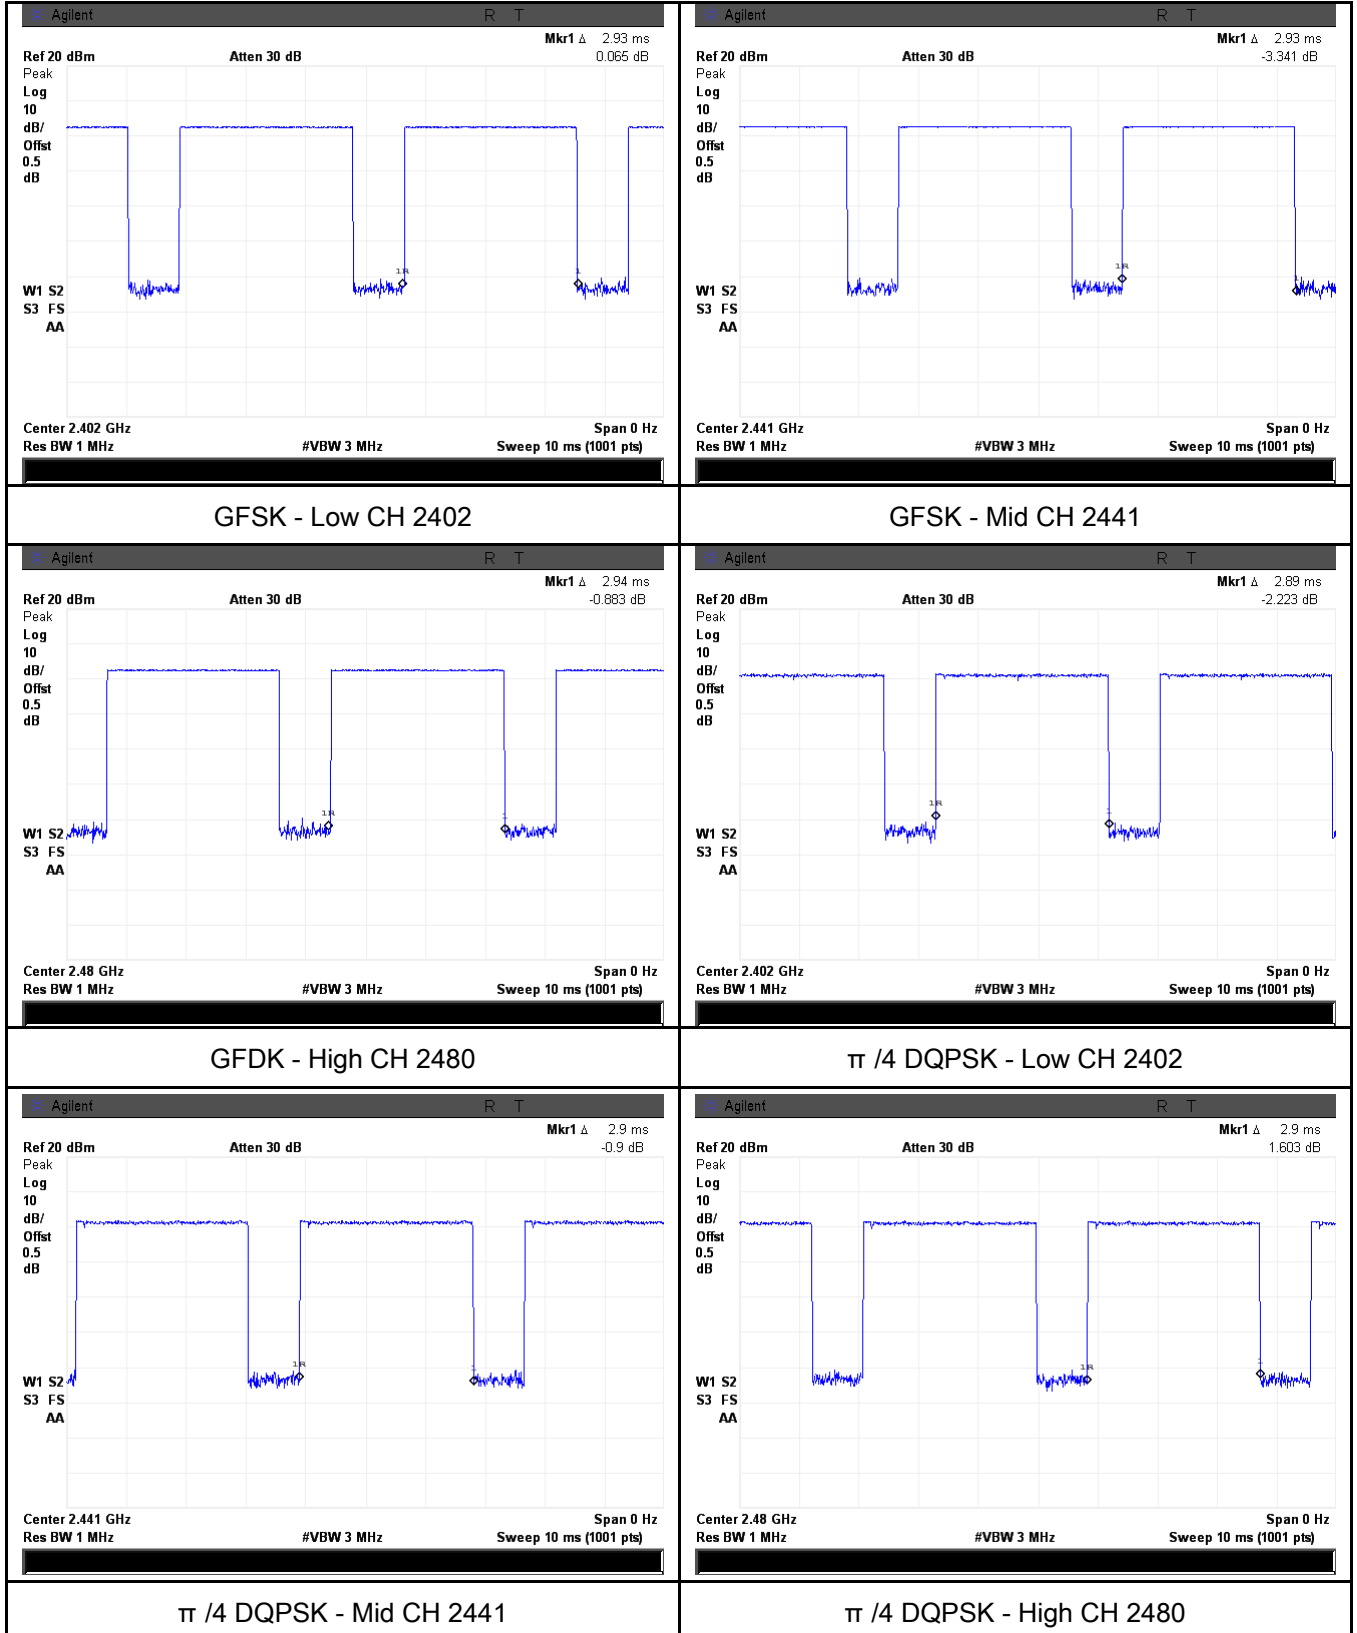 Agilent R T
Mkr1 Δ 2.93 ms
Ref 20 dBm Atten 30 dB 0.065 dB
Peak
Log
10
dB/
Offst
0.5
dB
1R 1
W1 S2
S3 FS
AA
Center 2.402 GHz Span 0 Hz
Res BW 1 MHz #VBW 3 MHz Sweep 10 ms (1001 pts)
GFSK - Low CH 2402
Agilent R T
Mkr1 Δ 2.93 ms
Ref 20 dBm Atten 30 dB -3.341 dB
Peak
Log
10
dB/
Offst
0.5
dB
1R 1
W1 S2
S3 FS
AA
Center 2.441 GHz Span 0 Hz
Res BW 1 MHz #VBW 3 MHz Sweep 10 ms (1001 pts)
GFSK - Mid CH 2441
Agilent R T
Mkr1 Δ 2.94 ms
Ref 20 dBm Atten 30 dB -0.883 dB
Peak
Log
10
dB/
Offst
0.5
dB
1R 1
W1 S2
S3 FS
AA
Center 2.48 GHz Span 0 Hz
Res BW 1 MHz #VBW 3 MHz Sweep 10 ms (1001 pts)
GFDK - High CH 2480
Agilent R T
Mkr1 Δ 2.89 ms
Ref 20 dBm Atten 30 dB -2.223 dB
Peak
Log
10
dB/
Offst
0.5
dB
1R 1
W1 S2
S3 FS
AA
Center 2.402 GHz Span 0 Hz
Res BW 1 MHz #VBW 3 MHz Sweep 10 ms (1001 pts)
π /4 DQPSK - Low CH 2402
Agilent R T
Mkr1 Δ 2.9 ms
Ref 20 dBm Atten 30 dB -0.9 dB
Peak
Log
10
dB/
Offst
0.5
dB
1R 1
W1 S2
S3 FS
AA
Center 2.441 GHz Span 0 Hz
Res BW 1 MHz #VBW 3 MHz Sweep 10 ms (1001 pts)
π /4 DQPSK - Mid CH 2441
Agilent R T
Mkr1 Δ 2.9 ms
Ref 20 dBm Atten 30 dB 1.603 dB
Peak
Log
10
dB/
Offst
0.5
dB
1R 1
W1 S2
S3 FS
AA
Center 2.48 GHz Span 0 Hz
Res BW 1 MHz #VBW 3 MHz Sweep 10 ms (1001 pts)
π /4 DQPSK - High CH 2480